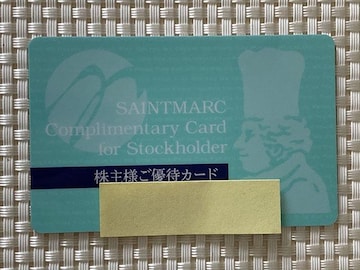 SAINTMARC
Complimentary Card
for Stockholder
株主様ご優待カード